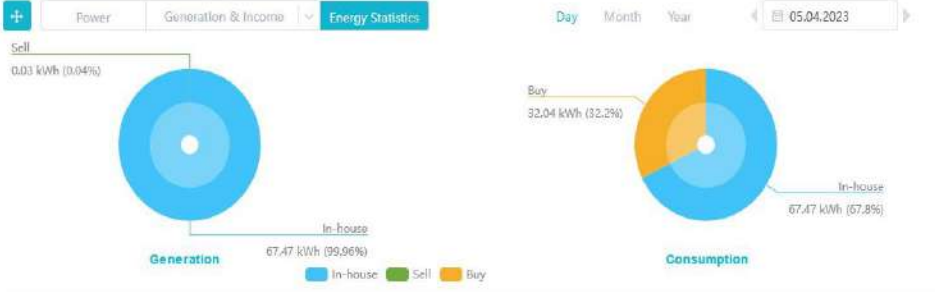 Power
Generation & Income
Energy Statistics
Day
Month
Year
05.04.2023
Sell
0.03 kWh (0.04%)
In-house
67.47 kWh (99.96%)
Generation
Buy
32.04 kWh (32.2%)
In-house
67.47 kWh (67.8%)
Consumption
In-house
Sell
Buy